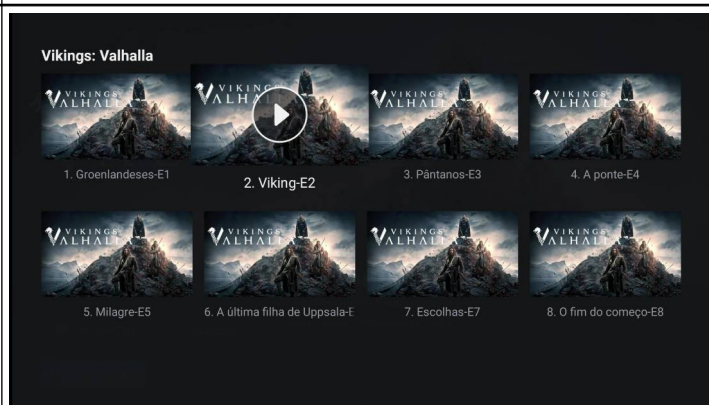 Vikings: Valhalla
VIKINGS
VALHALLA
VIKINGS
VALHALLA
VIKINGS
VALHALLA
VIKINGS
VALHALLA
1. Groenlandeses-E1
2. Viking-E2
3. Pântanos-E3
4. A ponte-E4
VIKINGS
VALHALLA
VIKINGS
VALHALLA
VIKINGS
VALHALLA
VIKINGS
VALHALLA
5. Milagre-E5
6. A última filha de Uppsala-E
7. Escolhas-E7
8. O fim do começo-E8